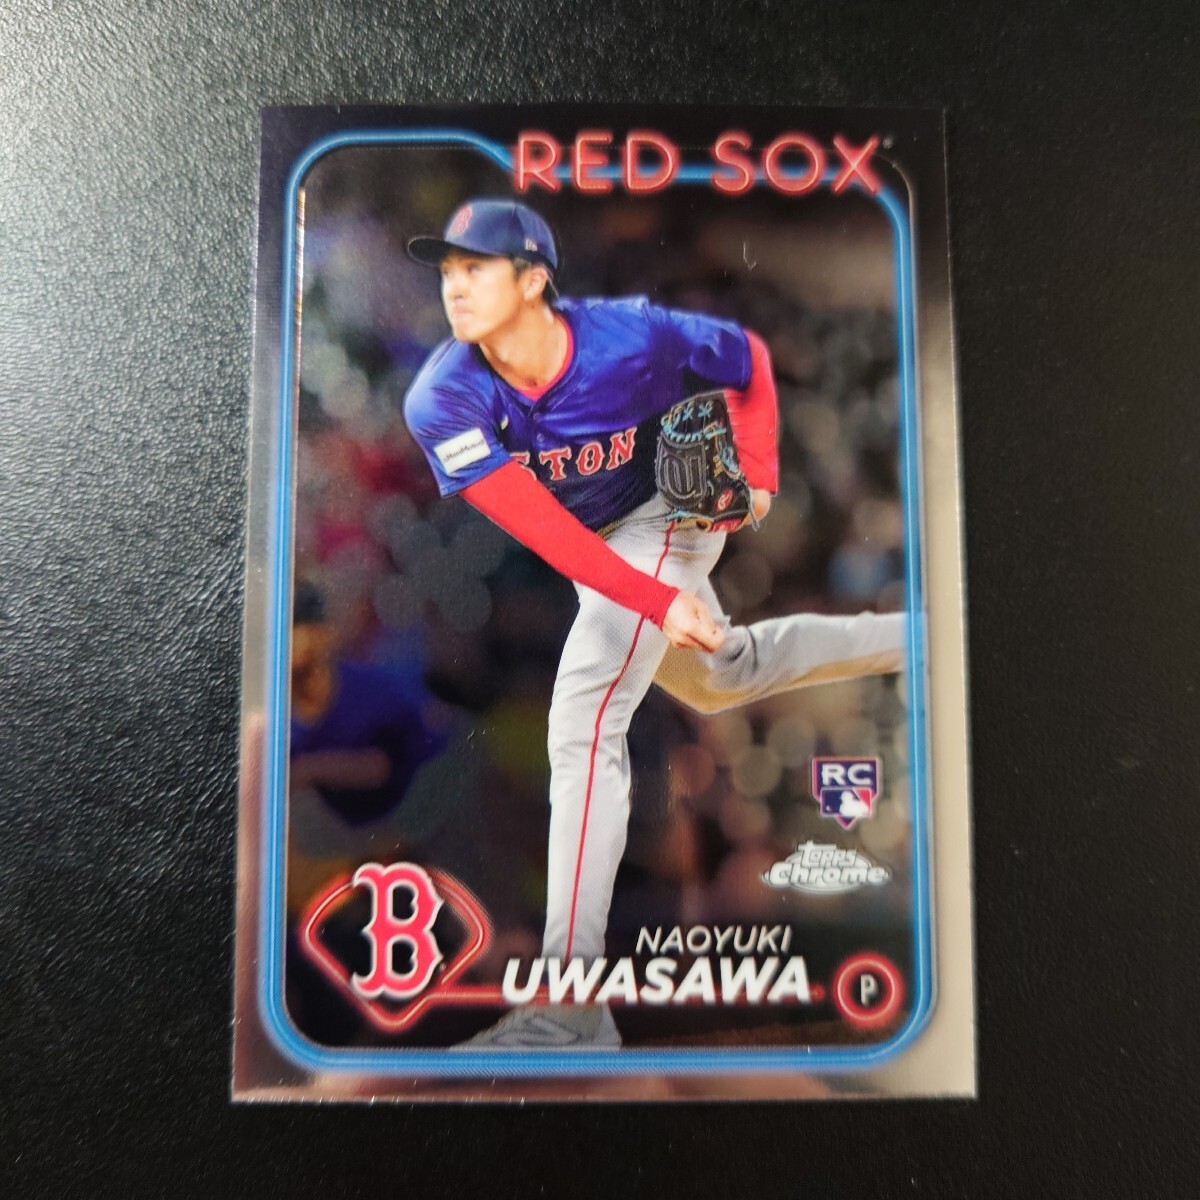 RED SOX
B
STON
RC
TOPPS
Chrome
B
NAOYUKI
UWASAWA
P